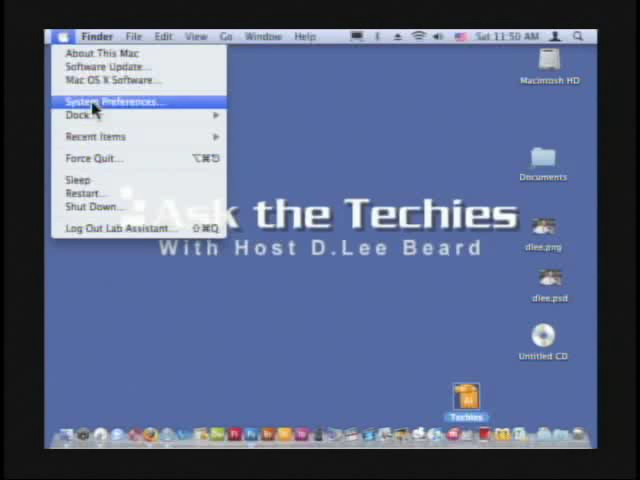 Finder File Edit View Go Window Help Sat 11:50 AM
About This Mac
Software Update...
Mac OS X Software...
System Preferences...
Dock
Recent Items
Force Quit...
Sleep
Restart...
Shut Down...
Log Out Lab Assistant... ⇧⌘Q
Macintosh HD
Documents
dlee.png
dlee.psd
Untitled CD
Ask the Techies
With Host D.Lee Beard
Ai
Techies